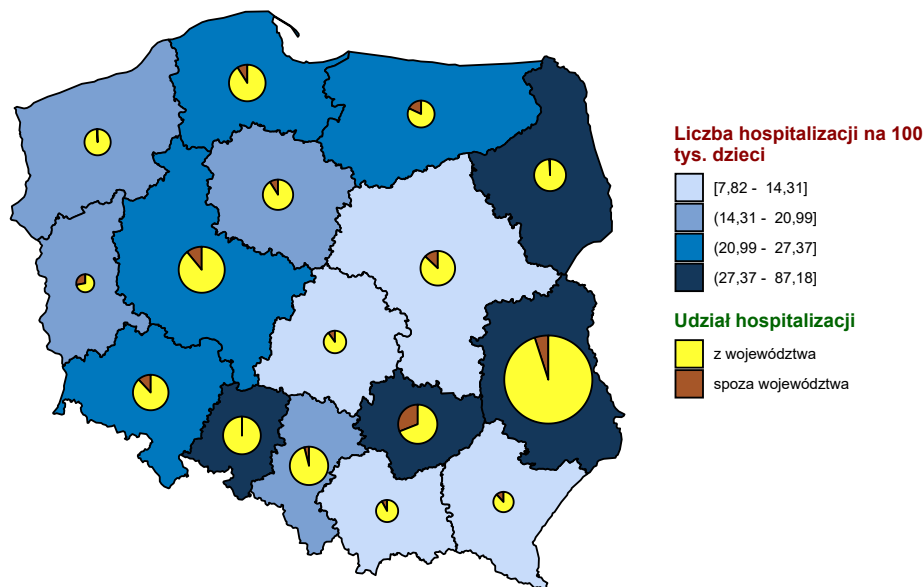 Liczba hospitalizacji na 100
tys. dzieci
[7,82 - 14,31]
(14,31 - 20,99]
(20,99 - 27,37]
(27,37 - 87,18]
Udział hospitalizacji
z województwa
spoza województwa